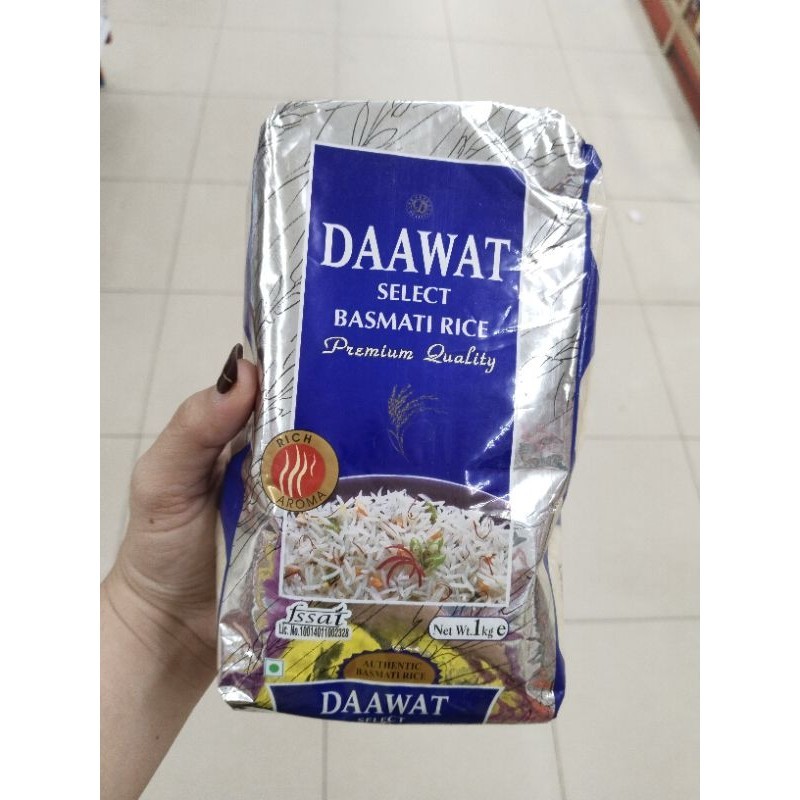 DAAWAT
SELECT
BASMATI RICE
Premium Quality
RICH
AROMA
fssai
Lic. No.10014011002328
Net Wt.1kg e
AUTHENTIC
BASMATI RICE
DAAWAT
SELECT